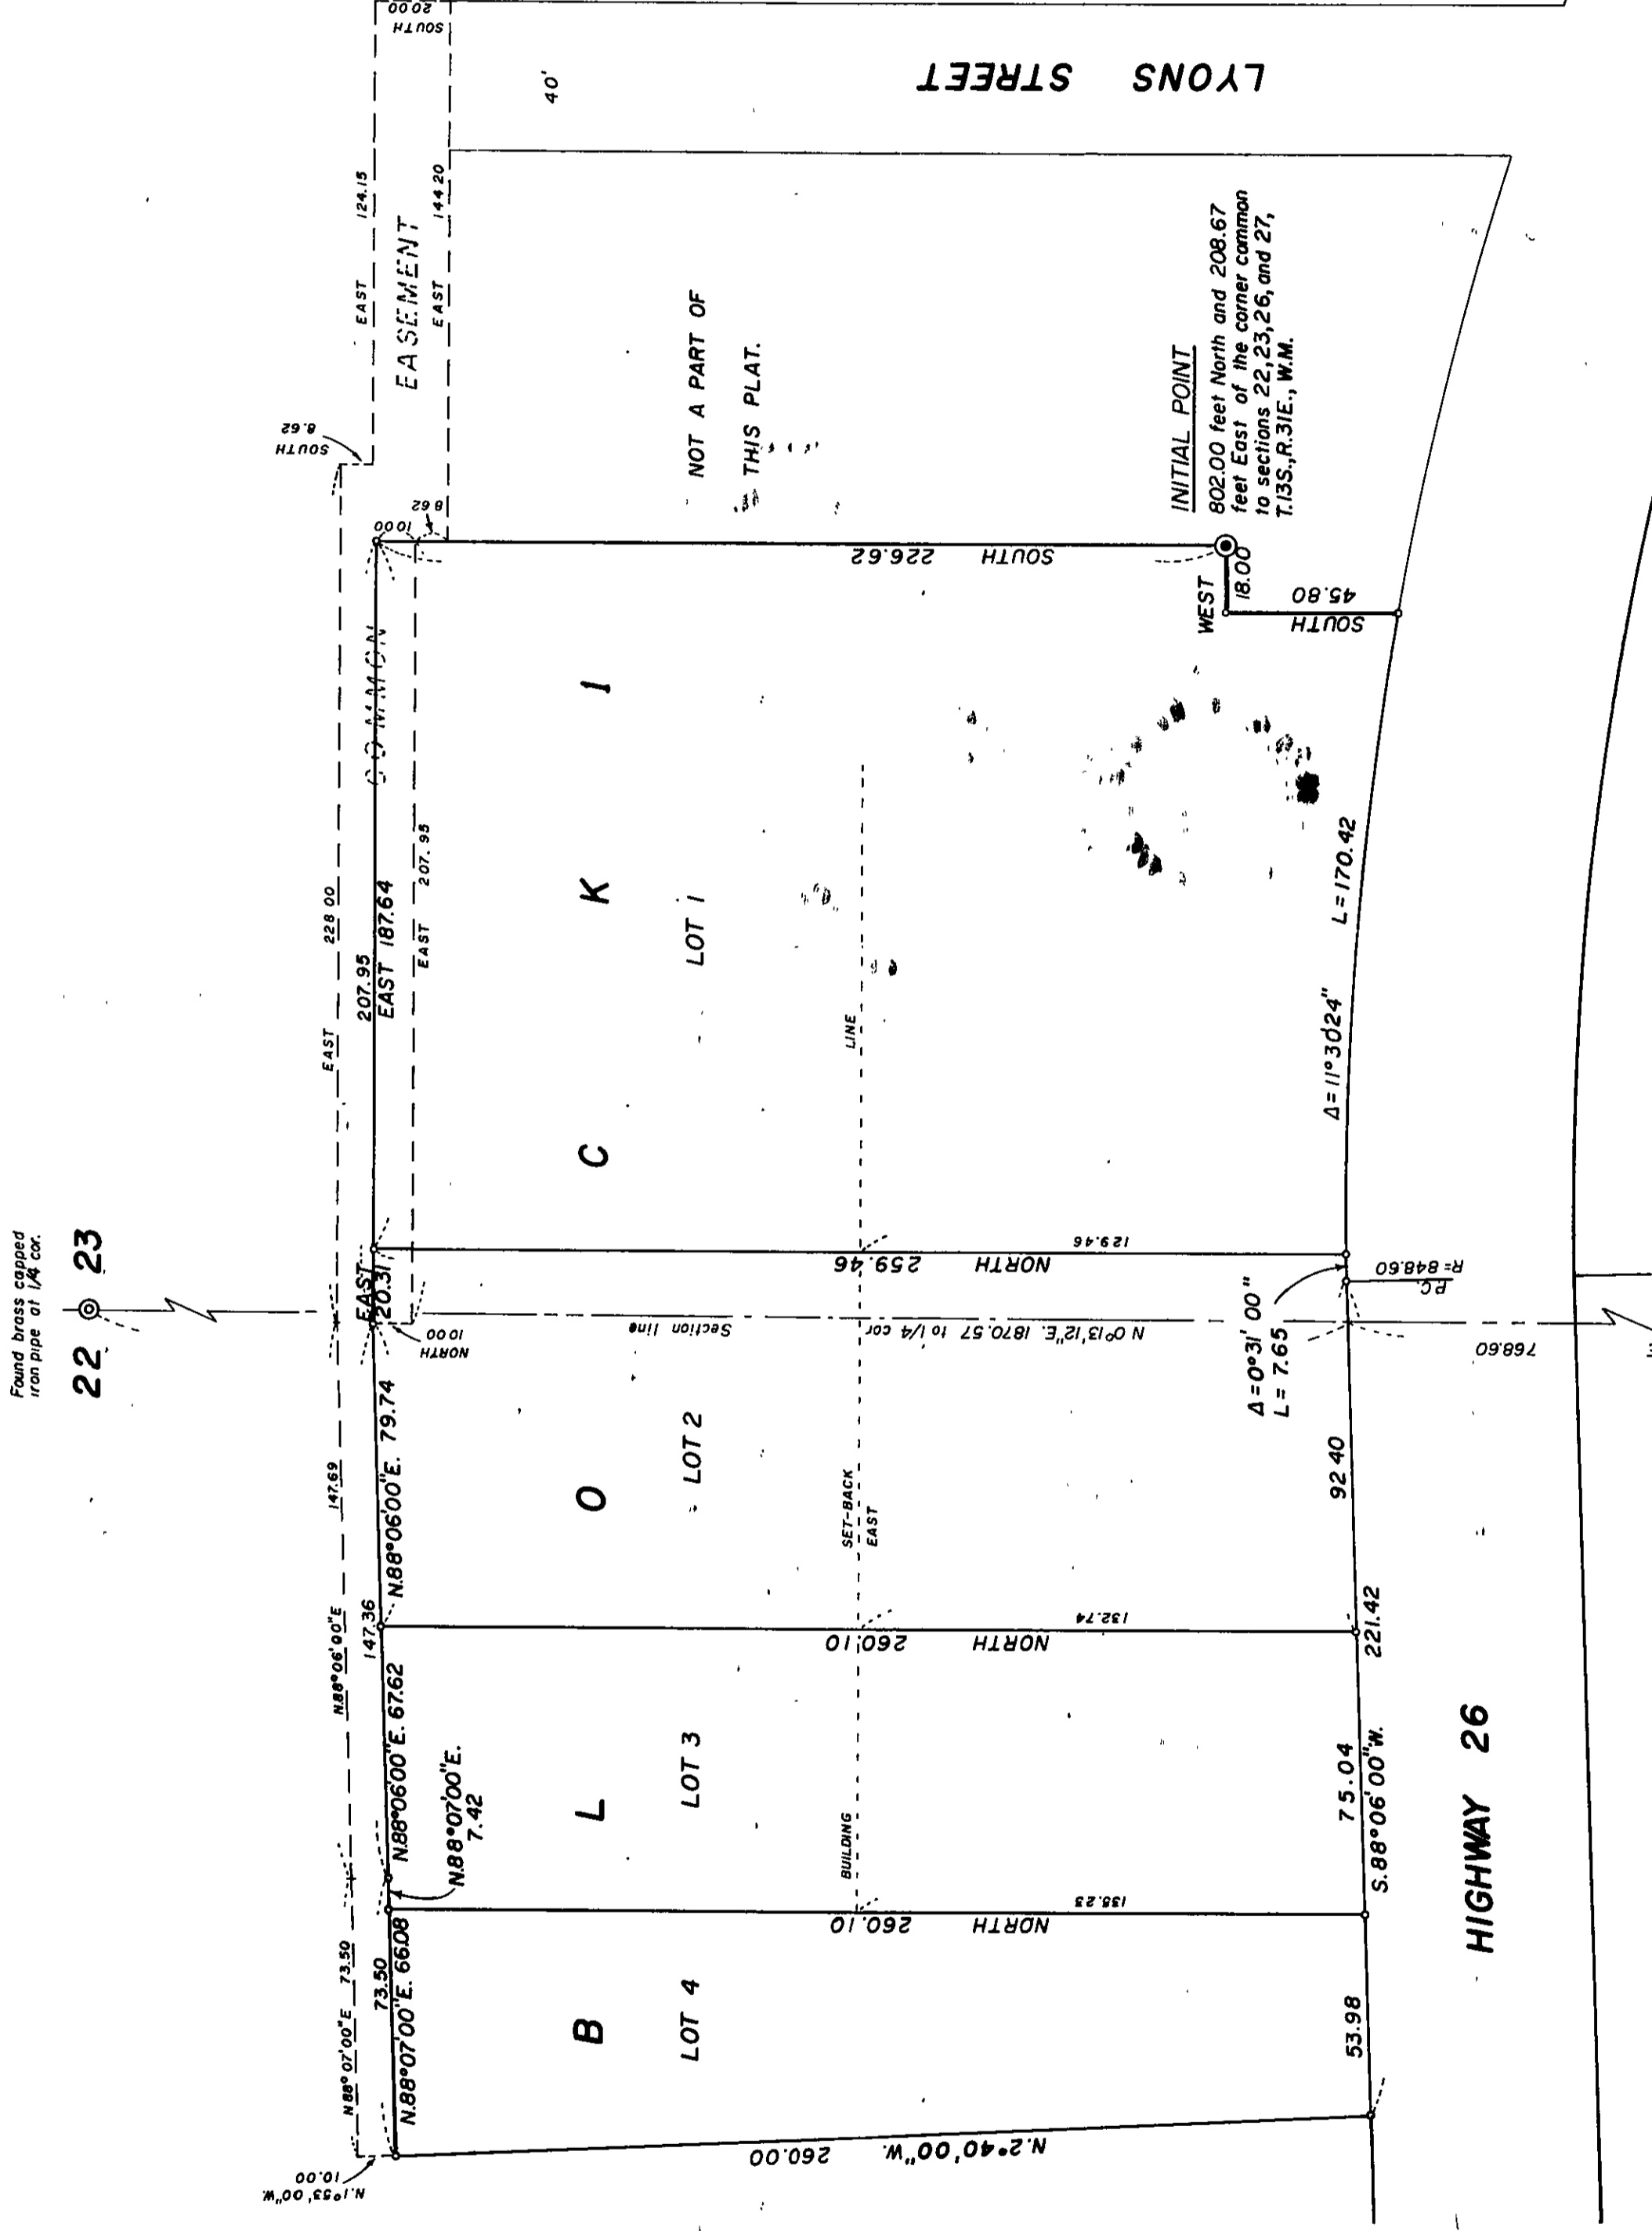 Found brass capped
iron pipe at 1/4 cor.
22 23
N.1°53'00"W.
10.00
N 88°07'00"E 73.50
N.88°06'00"E 147.69
EAST 228 00
SOUTH
8.62
EAST 124.15
SOUTH
20.00
73.50
N.88°07'00"E. 66.08
N.88°07'00"E.
7.42
147.36
N.88°06'00"E. 67.62
N.88°06'00"E. 79.74
NORTH
10 00
EAST
20.31
207.95
EAST 187.64
EAST 207.95
COMMON
EASEMENT
10 00
8 62
EAST 144 20
40'
LYONS STREET
BLOCK 1
LOT 4
LOT 3
LOT 2
LOT 1
NOT A PART OF
THIS PLAT.
N.2°40'00"W.
260.00
260.10
NORTH
135.23
260.10
NORTH
132.74
259.46
NORTH
129.46
Section line
N 0°13'12"E. 1870.57 to 1/4 cor
BUILDING SET-BACK LINE
EAST
SOUTH 226.62
INITIAL POINT
802.00 feet North and 208.67
feet East of the corner common
to sections 22,23,26, and 27,
T.13S.,R.31E., W.M.
WEST
18.00
SOUTH
45.80
Δ=0°31'00"
L= 7.65
P.C.
R= 848.60
Δ=11°30'24" L=170.42
53.98
75.04
92 40
S.88°06'00"W. 221.42
768.60
HIGHWAY 26